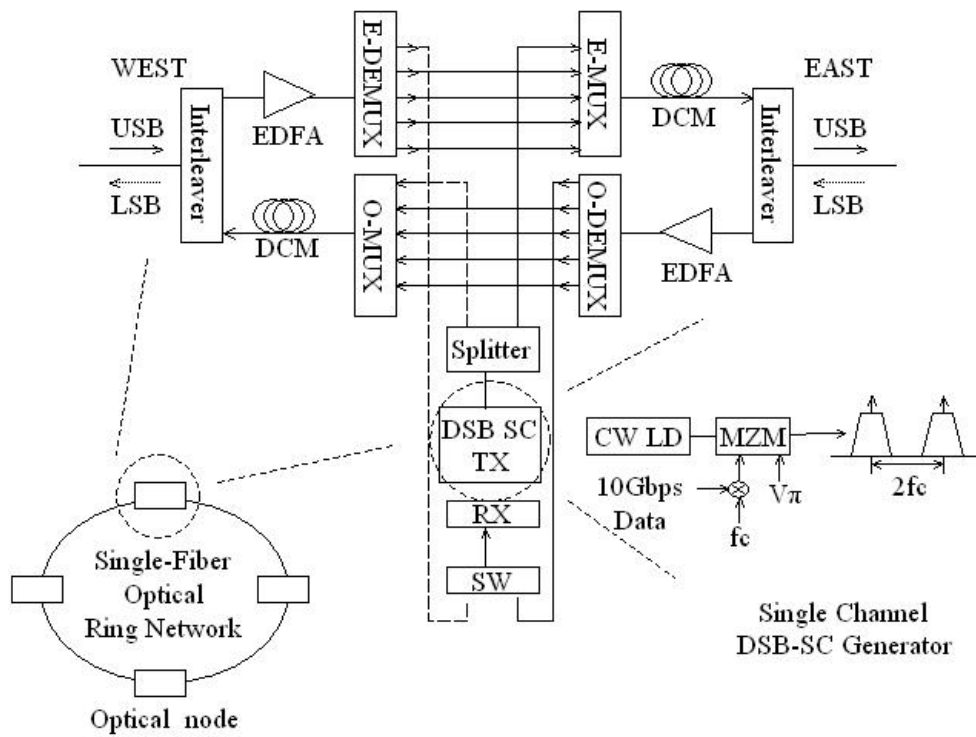 WEST
USB
LSB
Interleaver
EDFA
E-DEMUX
E-MUX
DCM
EAST
Interleaver
USB
LSB
DCM
O-MUX
O-DEMUX
EDFA
Splitter
DSB SC
TX
RX
SW
CW LD
MZM
10Gbps
Data
fc
Vπ
2fc
Single Channel
DSB-SC Generator
Single-Fiber
Optical
Ring Network
Optical node